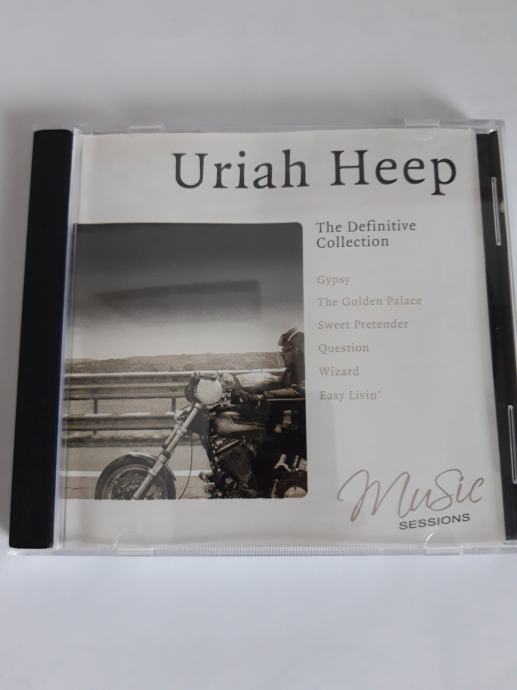 Uriah Heep
The Definitive
Collection
Gypsy
The Golden Palace
Sweet Pretender
Question
Wizard
Easy Livin'
Music
SESSIONS